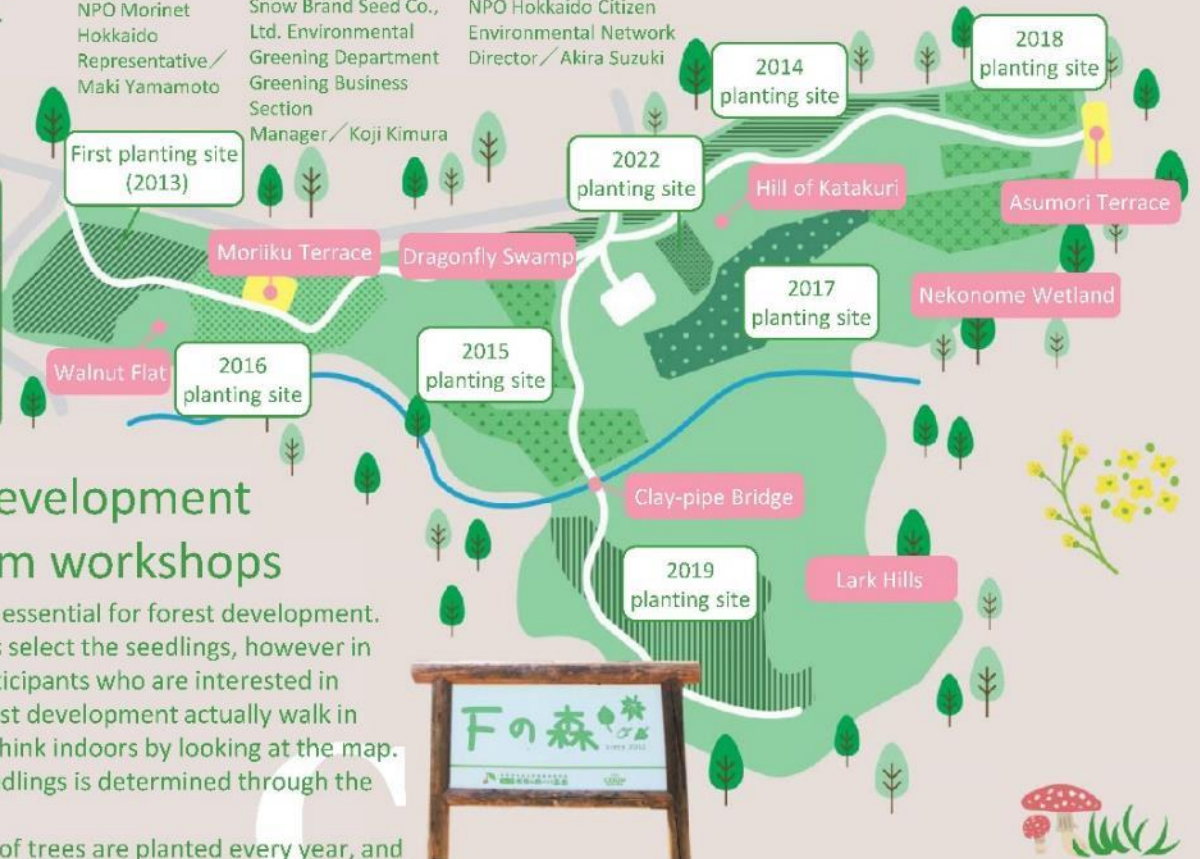 NPO Morinet
Hokkaido
Representative／
Maki Yamamoto
Snow Brand Seed Co.,
Ltd. Environmental
Greening Department
Greening Business
Section
Manager／Koji Kimura
NPO Hokkaido Citizen
Environmental Network
Director／Akira Suzuki
2018
planting site
2014
planting site
First planting site
(2013)
2022
planting site
Hill of Katakuri
Asumori Terrace
Moriiku Terrace
Dragonfly Swamp
2017
planting site
Nekonome Wetland
Walnut Flat
2016
planting site
2015
planting site
Clay-pipe Bridge
2019
planting site
Lark Hills
evelopment
m workshops
essential for forest development.
s select the seedlings, however in
ticipants who are interested in
st development actually walk in
hink indoors by looking at the map.
edlings is determined through the
of trees are planted every year, and
Fの森